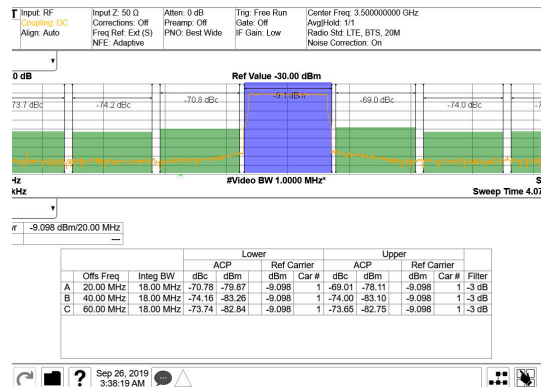 Input: RF
Coupling: DC
Align: Auto
Input Z: 50 Ω
Corrections: Off
Freq Ref: Ext (S)
NFE: Adaptive
Atten: 0 dB
Preamp: Off
PNO: Best Wide
Trig: Free Run
Gate: Off
IF Gain: Low
Center Freq: 3.500000000 GHz
Avg|Hold: 1/1
Radio Std: LTE, BTS, 20M
Noise Correction: On
0 dB
Ref Value -30.00 dBm
73.7 dBc
-74.2 dBc
-70.8 dBc
-9.1 dBm
-69.0 dBc
-74.0 dBc
-7
Hz
#Video BW 1.0000 MHz*
S
kHz
Sweep Time 4.07
-9.098 dBm/20.00 MHz
---
Lower Upper
ACP Ref Carrier ACP Ref Carrier
Offs Freq Integ BW dBc dBm dBm Car # dBc dBm dBm Car # Filter
A 20.00 MHz 18.00 MHz -70.78 -79.87 -9.098 1 -69.01 -78.11 -9.098 1 -3 dB
B 40.00 MHz 18.00 MHz -74.16 -83.26 -9.098 1 -74.00 -83.10 -9.098 1 -3 dB
C 60.00 MHz 18.00 MHz -73.74 -82.84 -9.098 1 -73.65 -82.75 -9.098 1 -3 dB
? Sep 26, 2019
3:38:19 AM